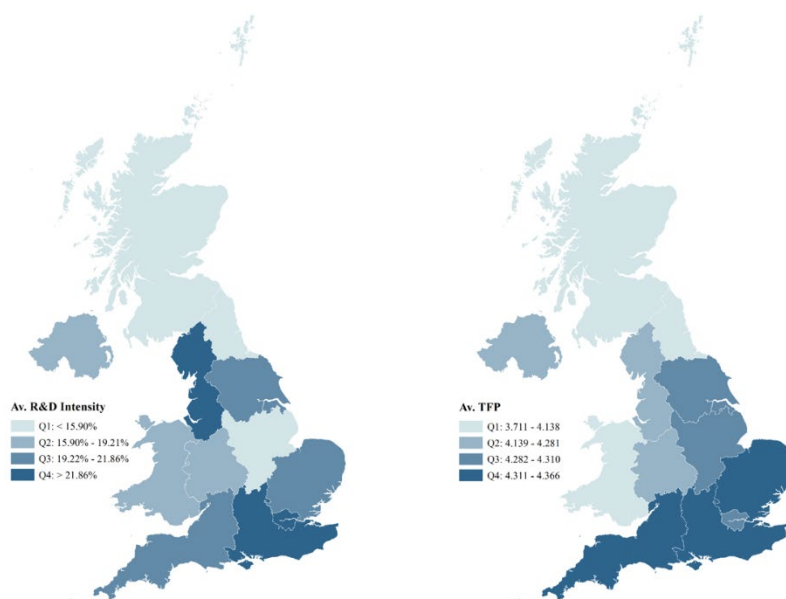 Av. R&D Intensity
Q1: < 15.90%
Q2: 15.90% - 19.21%
Q3: 19.22% - 21.86%
Q4: > 21.86%
Av. TFP
Q1: 3.711 - 4.138
Q2: 4.139 - 4.281
Q3: 4.282 - 4.310
Q4: 4.311 - 4.366